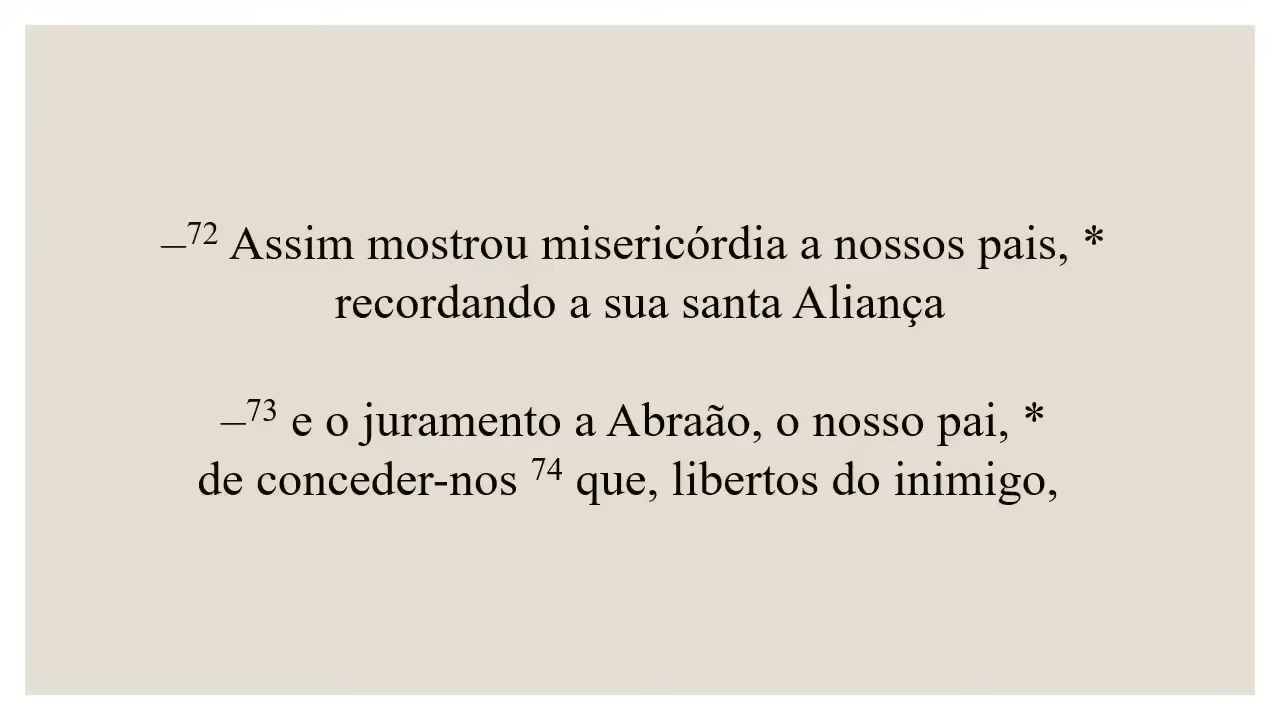 –72 Assim mostrou misericórdia a nossos pais, *
recordando a sua santa Aliança
–73 e o juramento a Abraão, o nosso pai, *
de conceder-nos 74 que, libertos do inimigo,